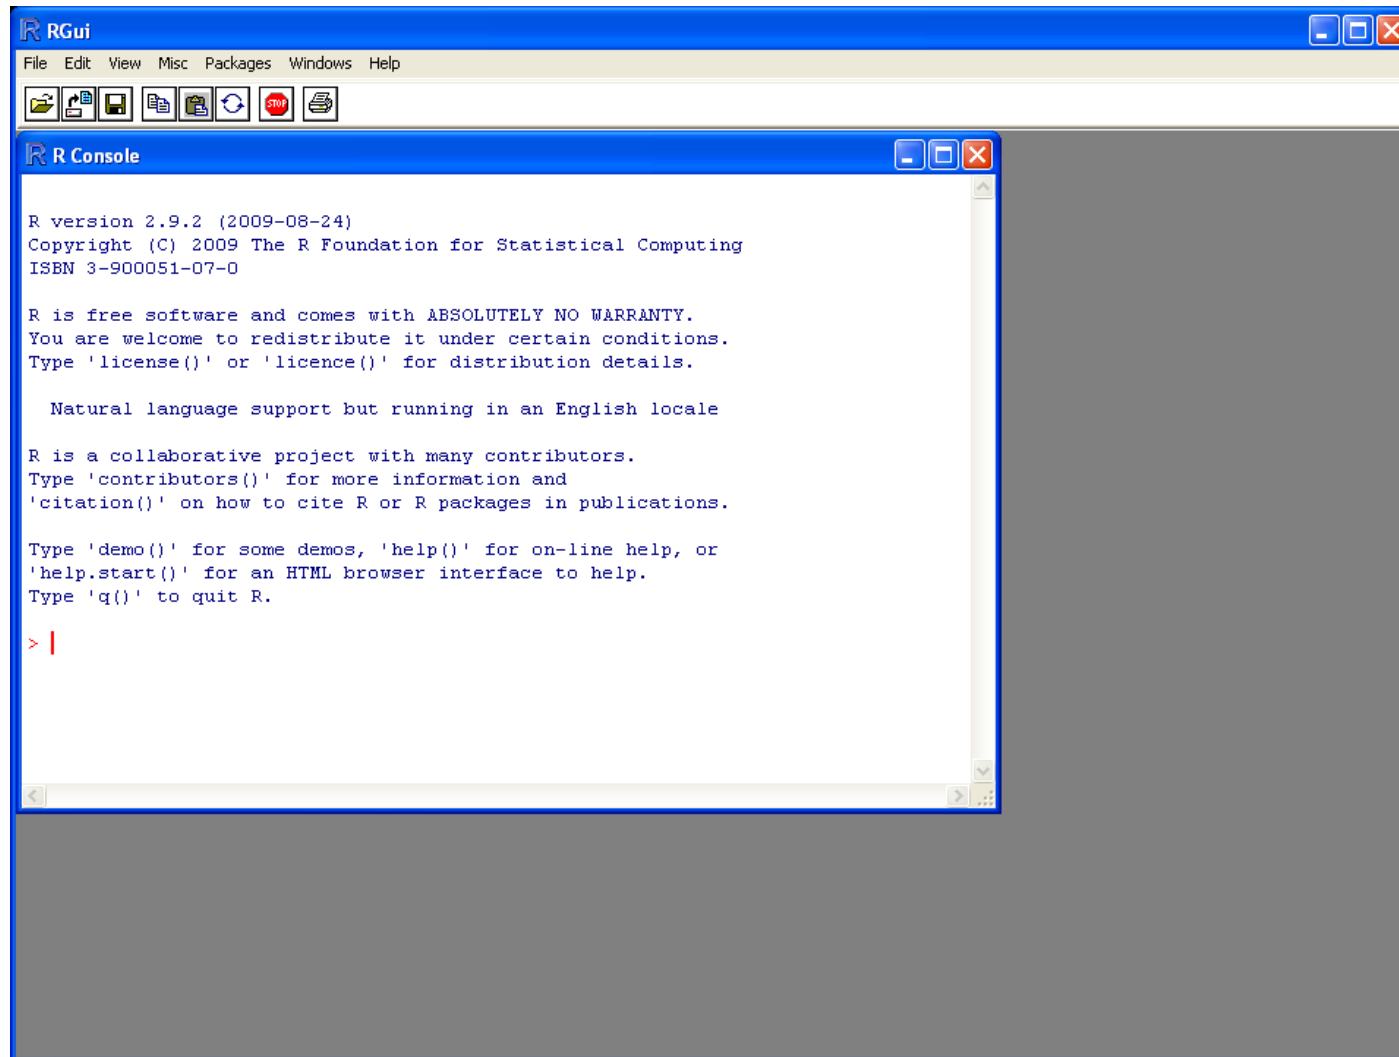 RGui
File Edit View Misc Packages Windows Help
STOP
R Console
R version 2.9.2 (2009-08-24)
Copyright (C) 2009 The R Foundation for Statistical Computing
ISBN 3-900051-07-0
R is free software and comes with ABSOLUTELY NO WARRANTY.
You are welcome to redistribute it under certain conditions.
Type 'license()' or 'licence()' for distribution details.
Natural language support but running in an English locale
R is a collaborative project with many contributors.
Type 'contributors()' for more information and
'citation()' on how to cite R or R packages in publications.
Type 'demo()' for some demos, 'help()' for on-line help, or
'help.start()' for an HTML browser interface to help.
Type 'q()' to quit R.
>